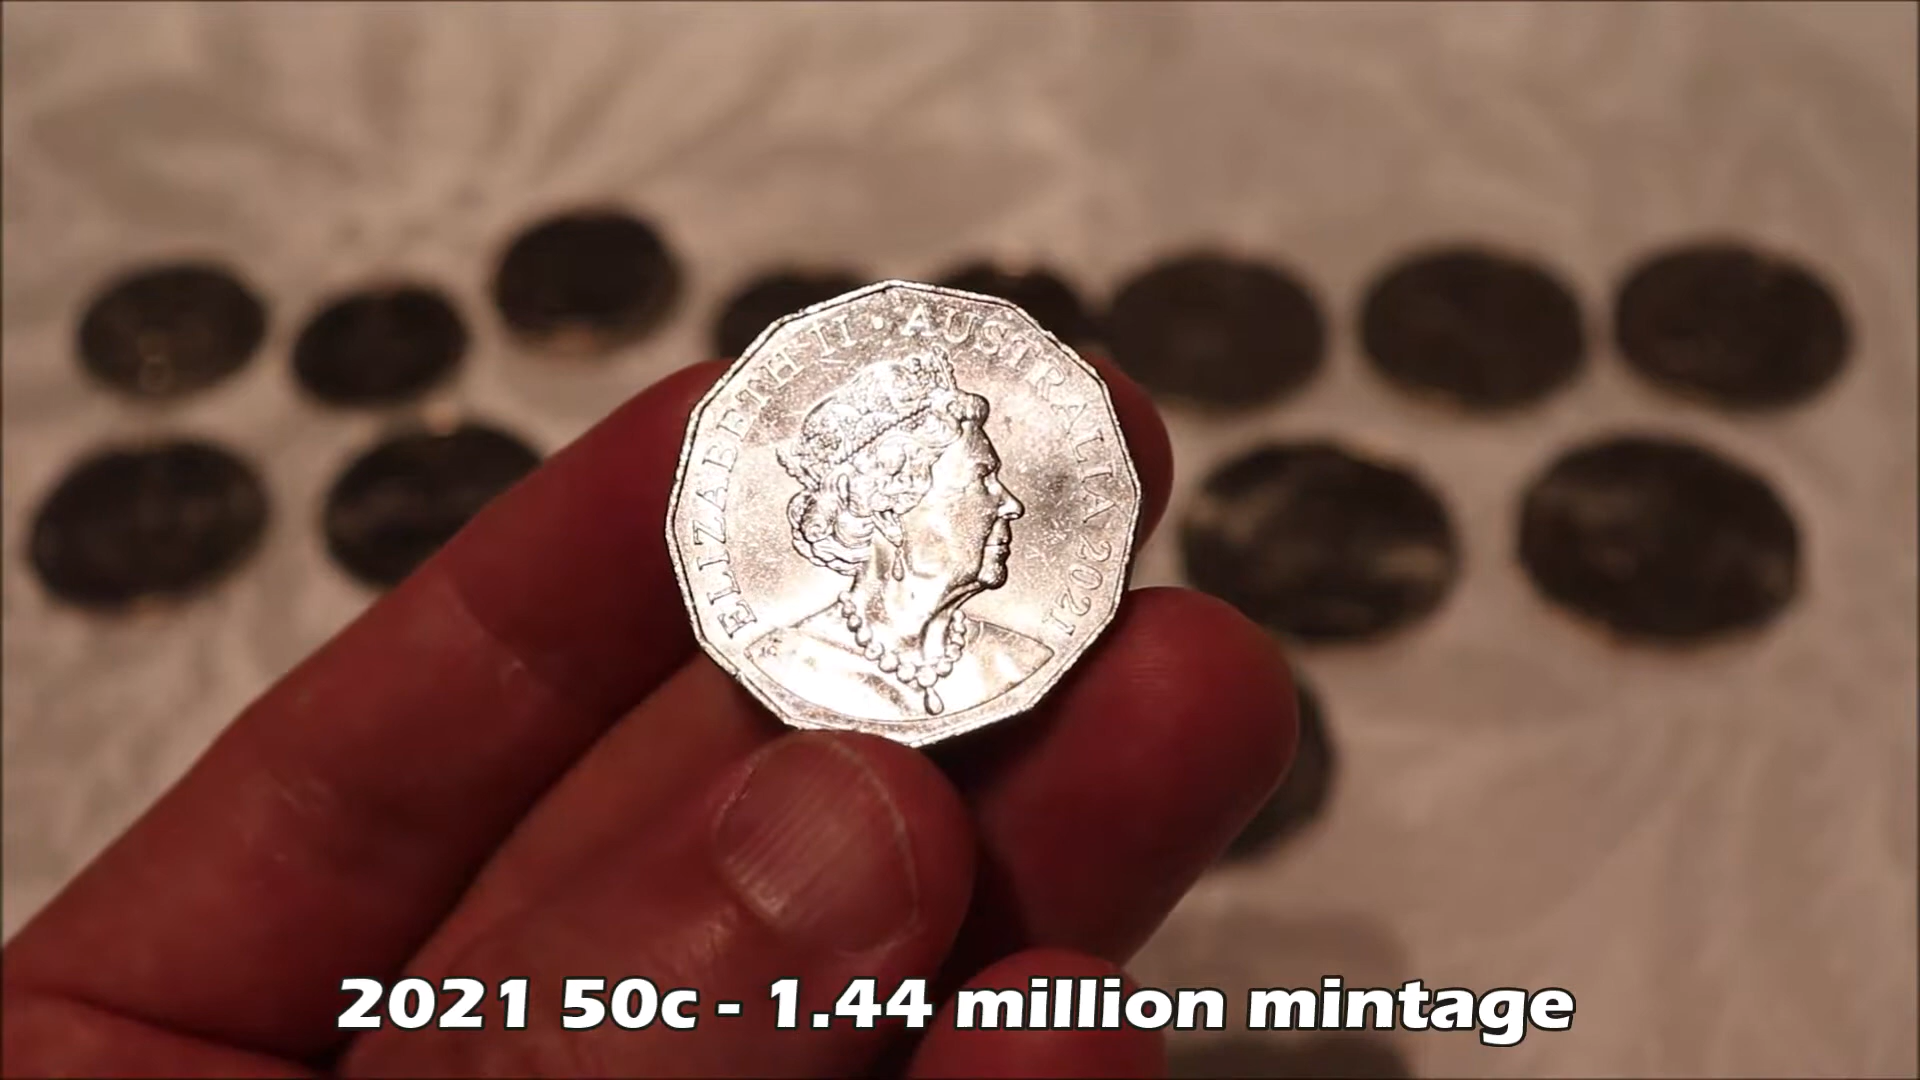 ELIZABETH II • AUSTRALIA 2021
2021 50c - 1.44 million mintage